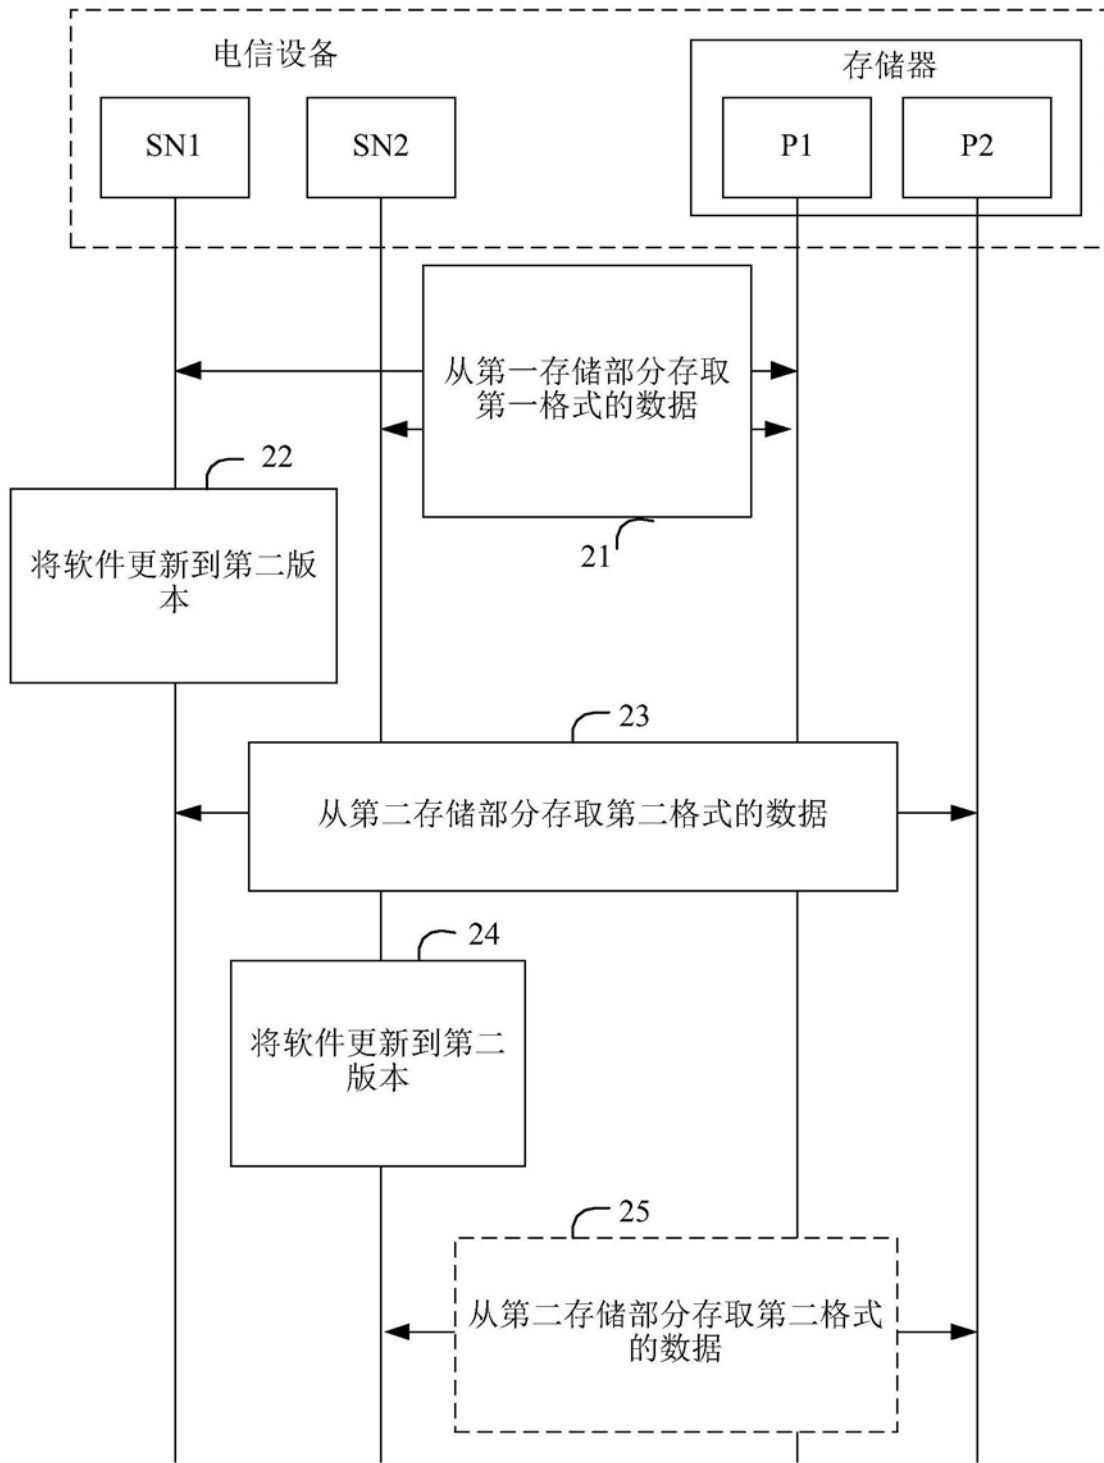 电信设备
存储器
SN1
SN2
P1
P2
从第一存储部分存取
第一格式的数据
21
22
将软件更新到第二版
本
23
从第二存储部分存取第二格式的数据
24
将软件更新到第二
版本
25
从第二存储部分存取第二格式
的数据